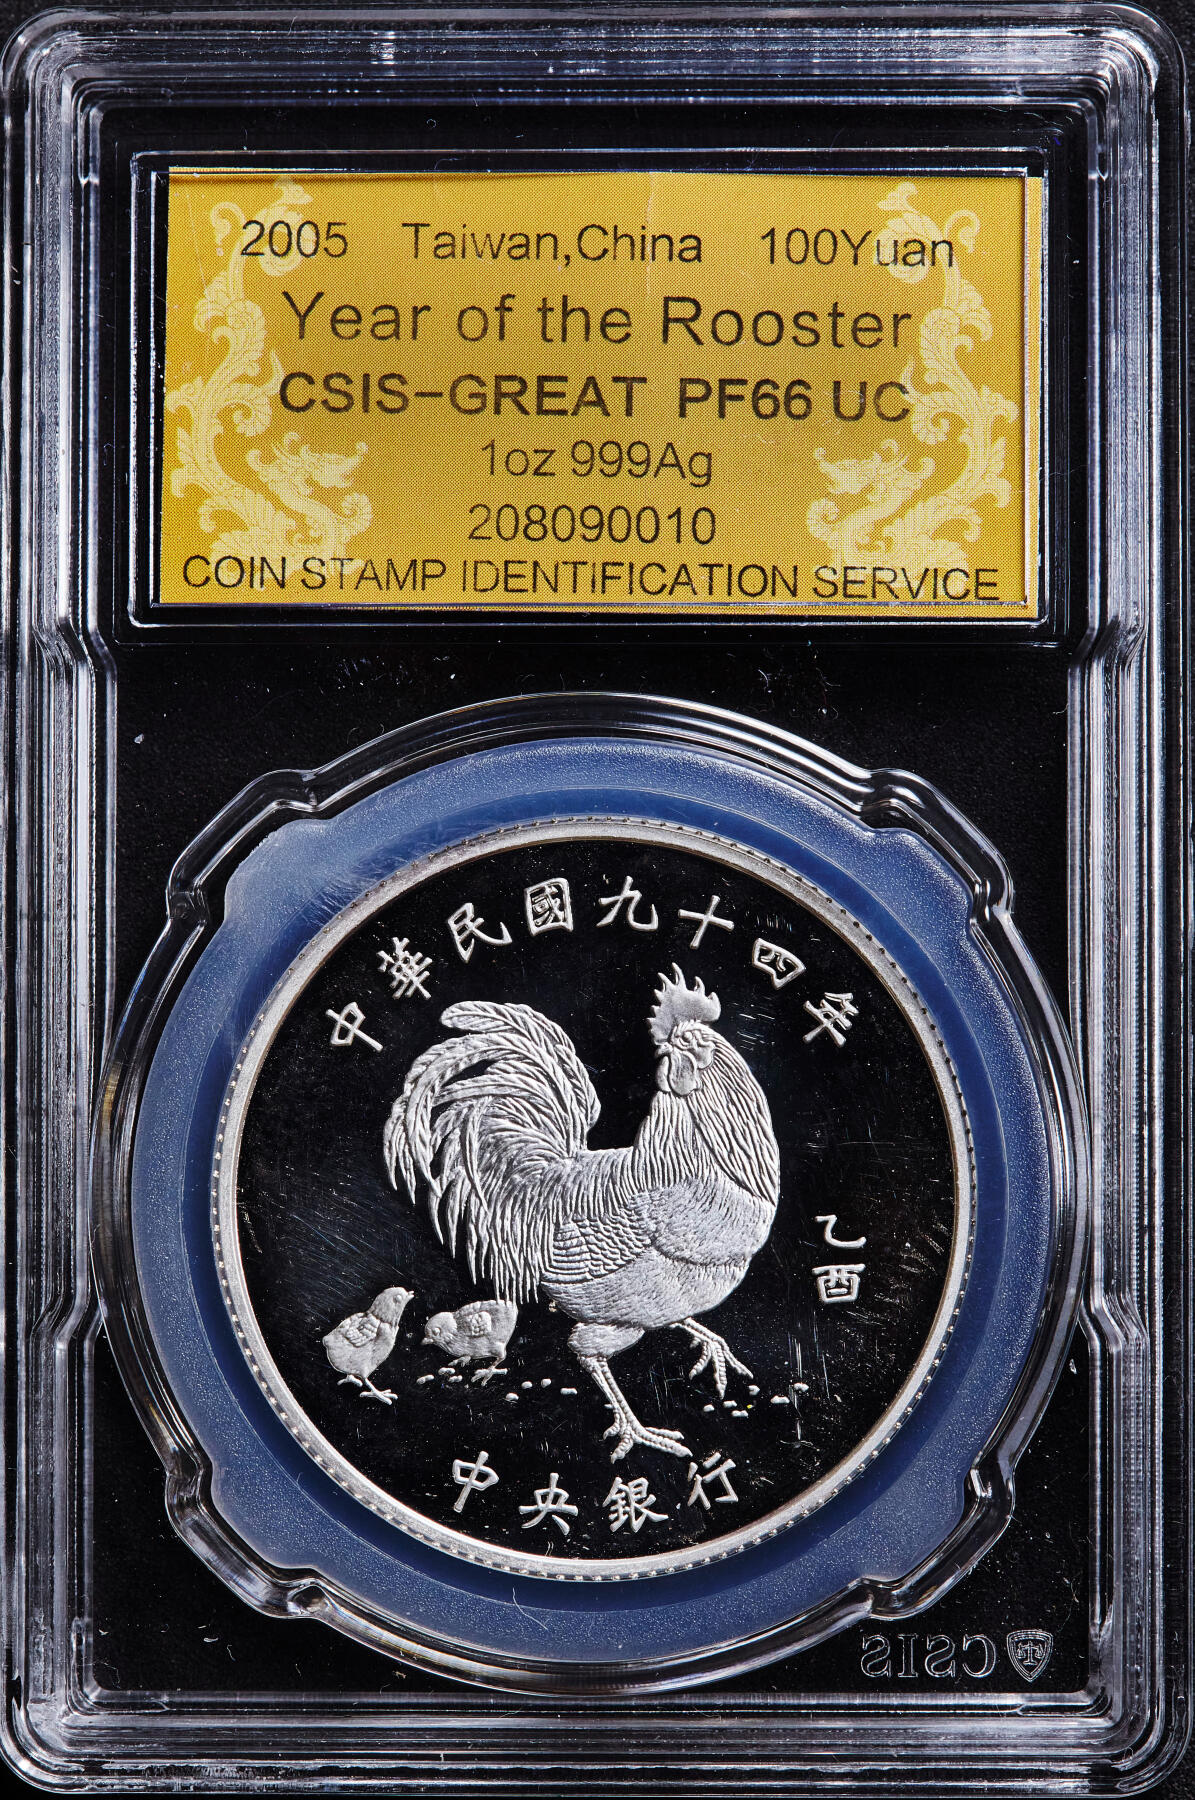 2005 Taiwan,China 100Yuan
Year of the Rooster
CSIS-GREAT PF66 UC
1oz 999Ag
208090010
COIN STAMP IDENTIFICATION SERVICE
中華民國九十四年
乙酉
中央銀行
CSIS